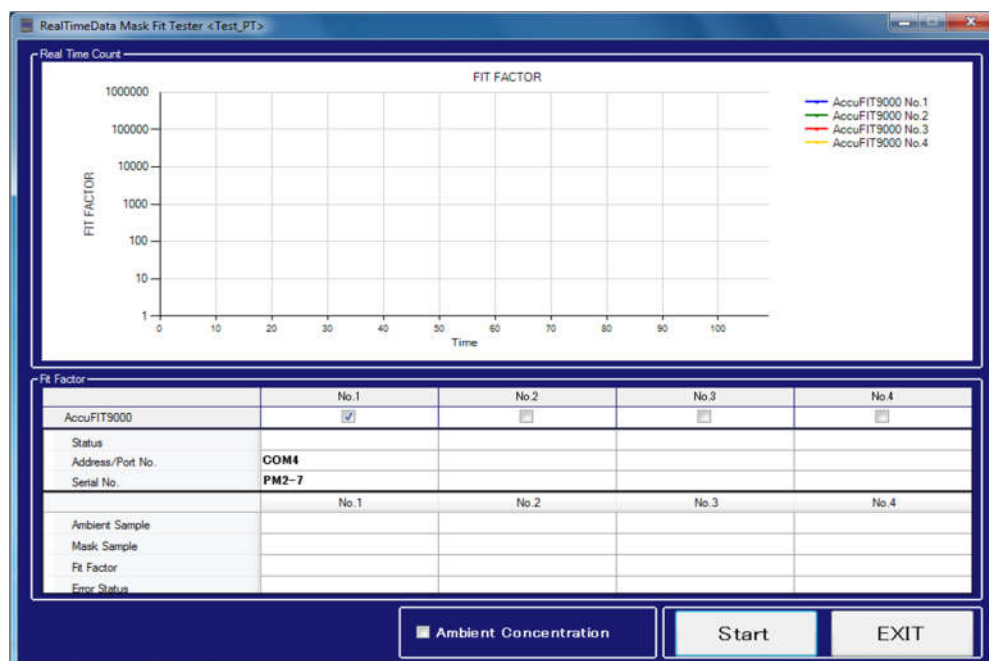 RealTimeData Mask Fit Tester <Test_PT>
Real Time Count
FIT FACTOR
1000000
100000
10000
1000
100
10
1
FIT FACTOR
0 10 20 30 40 50 60 70 80 90 100
Time
AccuFIT9000 No.1
AccuFIT9000 No.2
AccuFIT9000 No.3
AccuFIT9000 No.4
Fit Factor
No.1 No.2 No.3 No.4
AccuFIT9000
Status
Address/Port No. COM4
Serial No. PM2-7
No.1 No.2 No.3 No.4
Ambient Sample
Mask Sample
Fit Factor
Error Status
Ambient Concentration
Start
EXIT